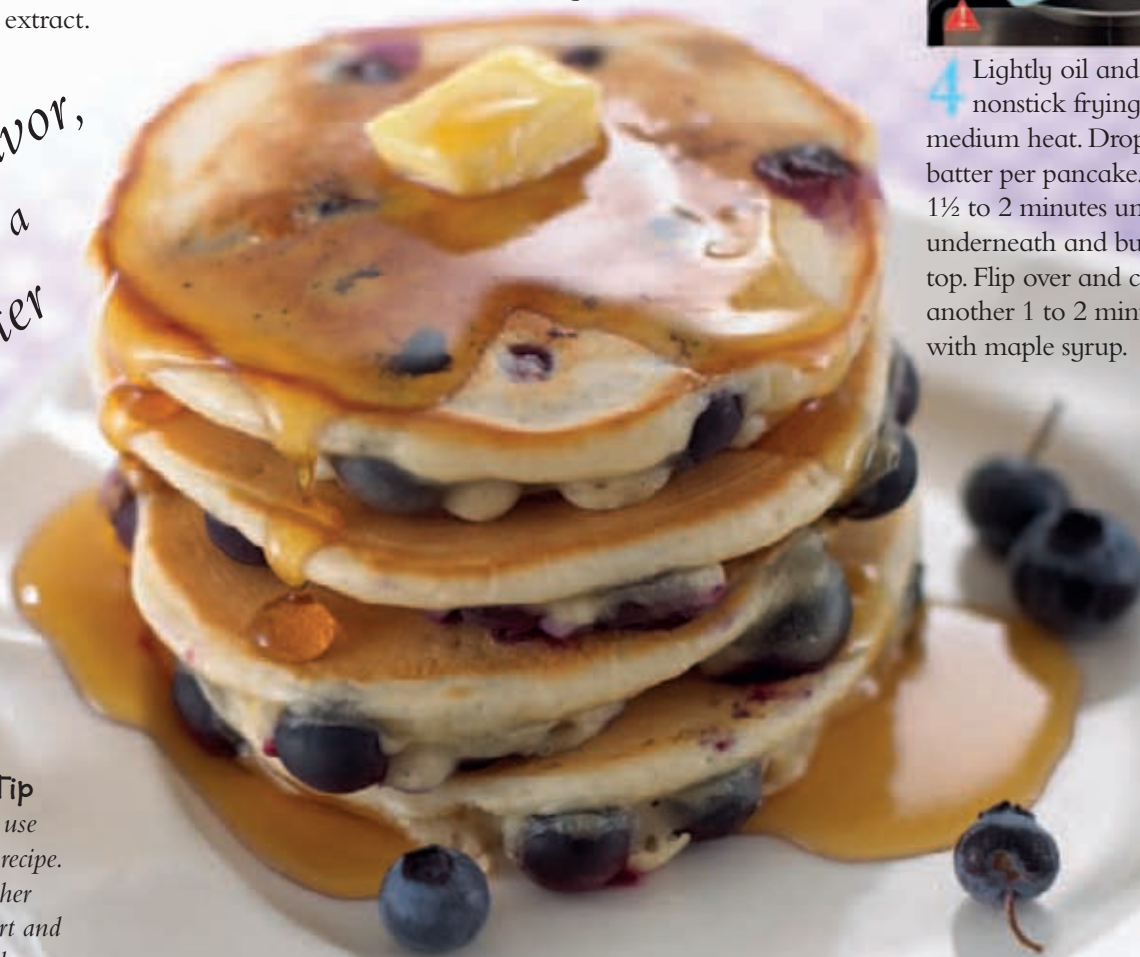 extract.
a
4 Lightly oil and
nonstick frying
medium heat. Drop
batter per pancake.
1½ to 2 minutes un
underneath and bu
top. Flip over and c
another 1 to 2 min
with maple syrup.
Tip
use
recipe.
her
rt and